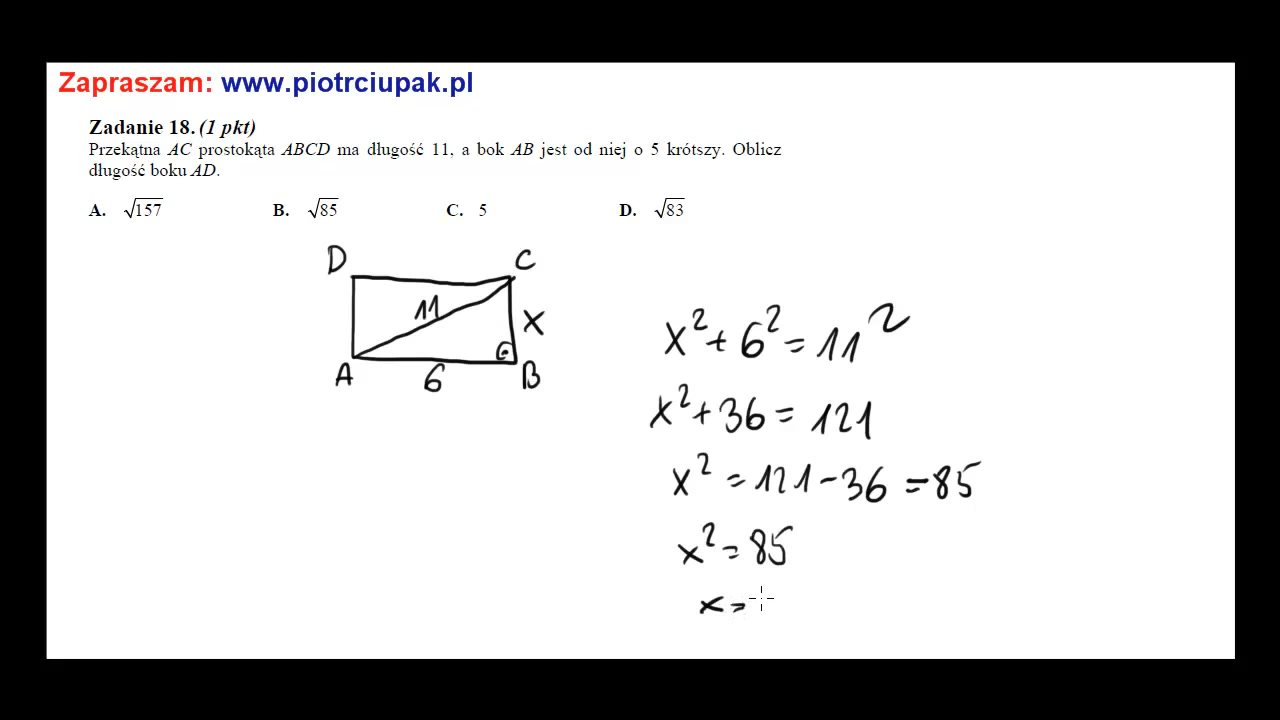 Zapraszam: www.piotrciupak.pl
Zadanie 18. (1 pkt)
Przekątna AC prostokąta ABCD ma długość 11, a bok AB jest od niej o 5 krótszy. Oblicz
długość boku AD.
A. √157 B. √85 C. 5 D. √83
D C
11
x
A 6 B
x² + 6² = 11²
x² + 36 = 121
x² = 121 - 36 = 85
x² = 85
x =